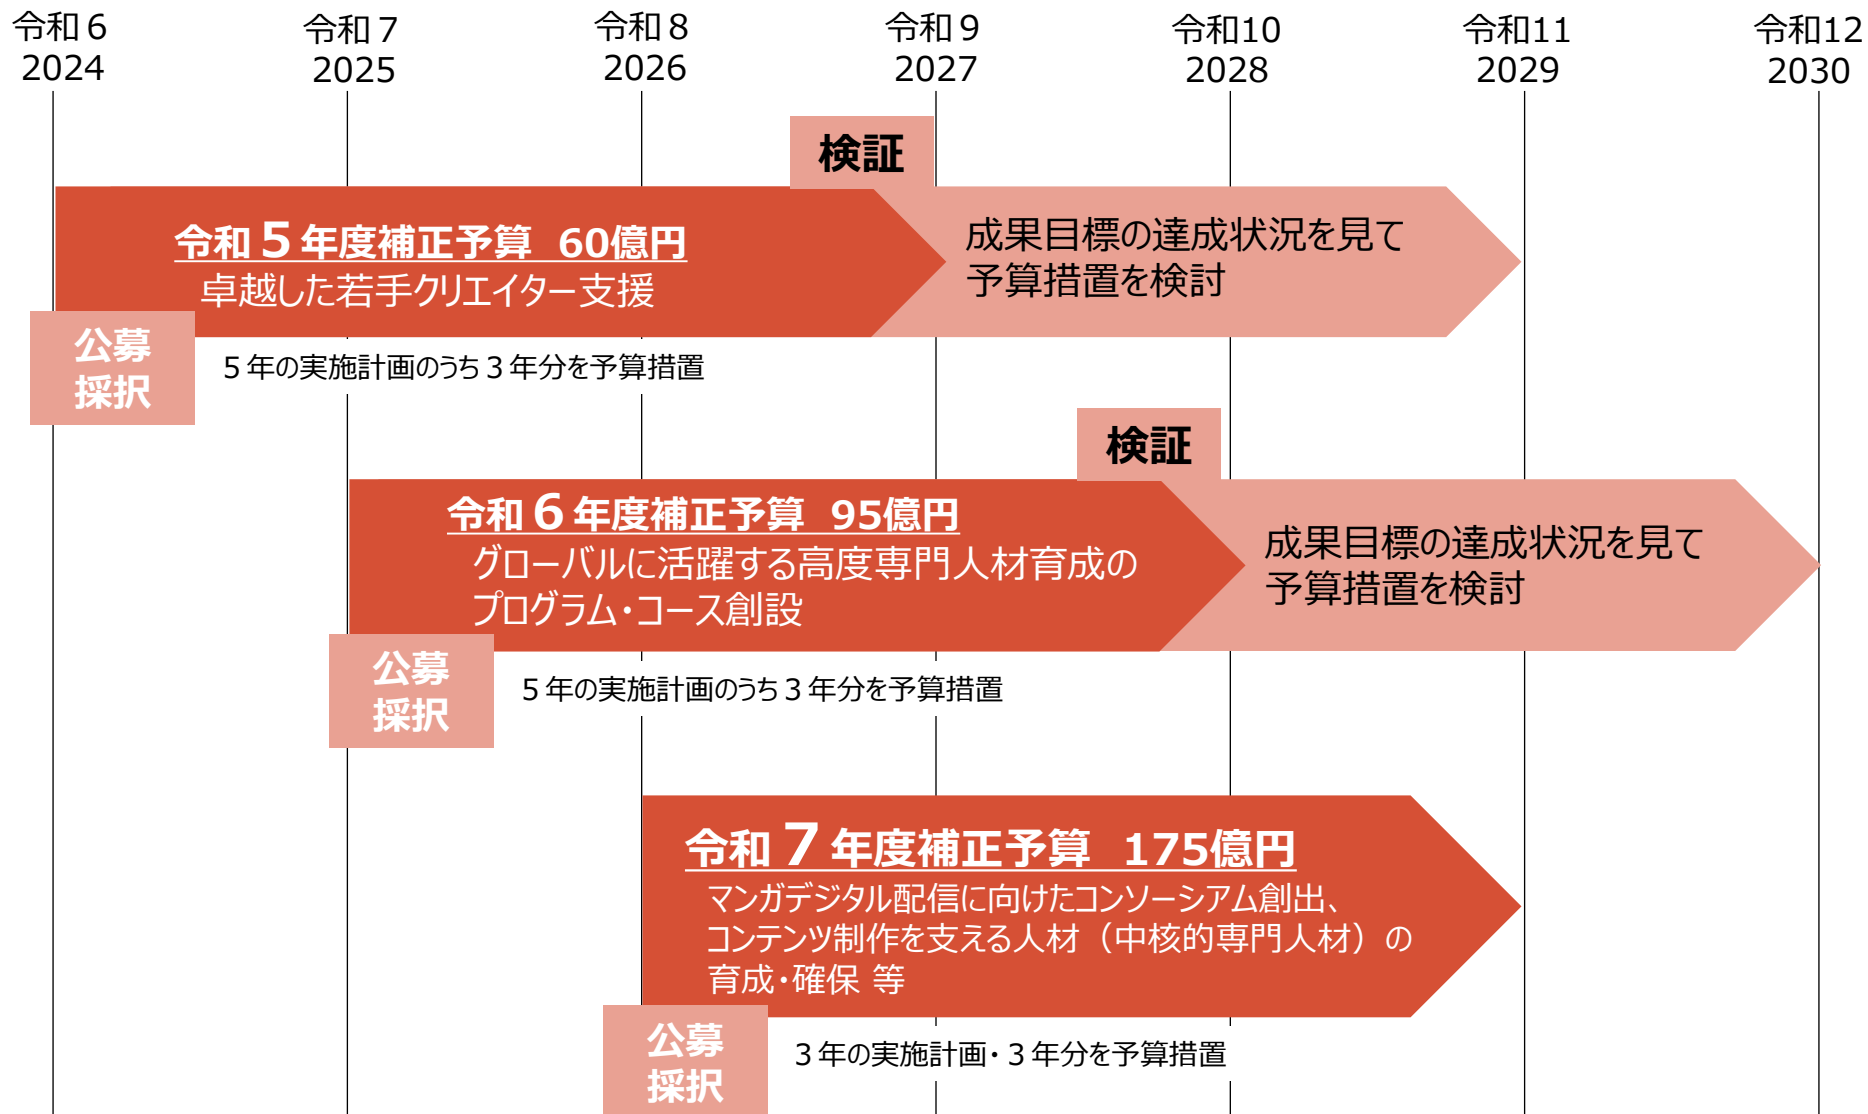 令和６
2024
令和７
2025
令和８
2026
令和９
2027
令和10
2028
令和11
2029
令和12
2030
検証
令和５年度補正予算 60億円
卓越した若手クリエイター支援
成果目標の達成状況を見て
予算措置を検討
公募
採択
５年の実施計画のうち３年分を予算措置
検証
令和６年度補正予算 95億円
グローバルに活躍する高度専門人材育成の
プログラム・コース創設
成果目標の達成状況を見て
予算措置を検討
公募
採択
５年の実施計画のうち３年分を予算措置
令和７年度補正予算 175億円
マンガデジタル配信に向けたコンソーシアム創出、
コンテンツ制作を支える人材（中核的専門人材）の
育成・確保 等
公募
採択
３年の実施計画・３年分を予算措置